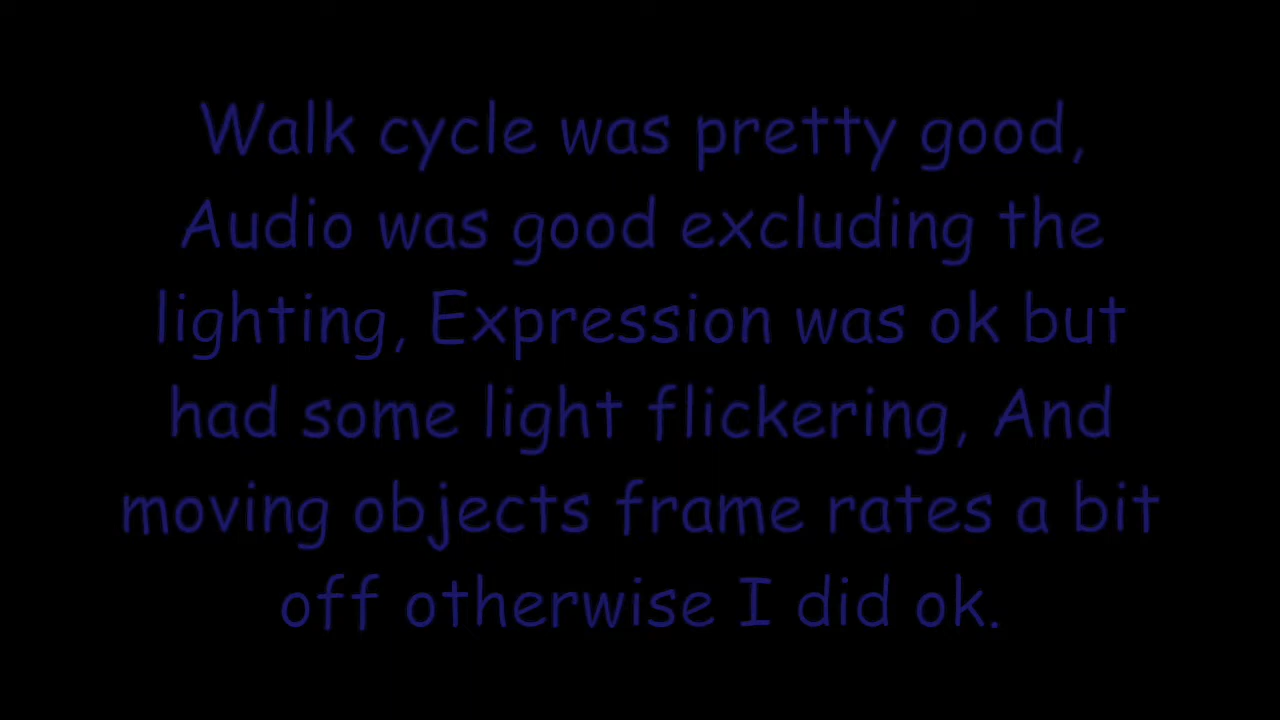 Walk cycle was pretty good,
Audio was good excluding the
lighting, Expression was ok but
had some light flickering, And
moving objects frame rates a bit
off otherwise I did ok.